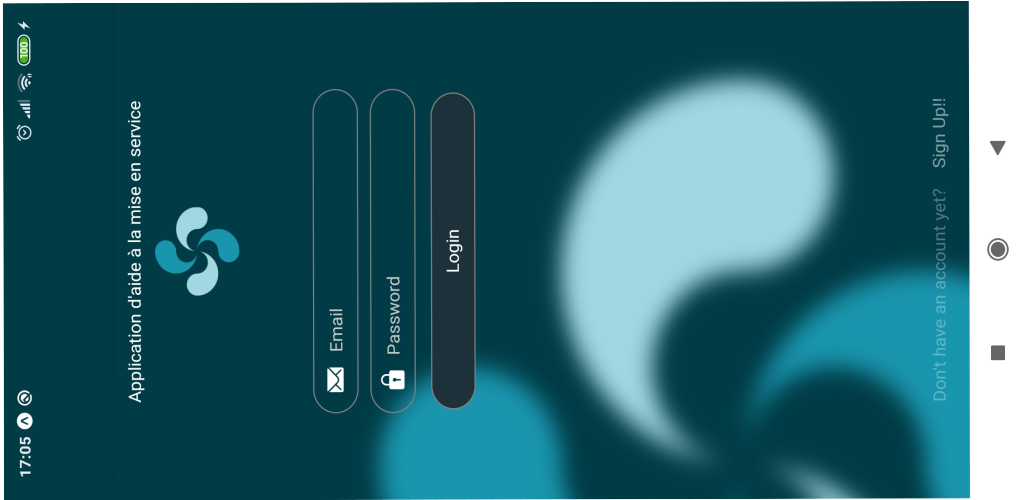 17:05
100
Application d'aide à la mise en service
Email
Password
Login
Don't have an account yet? Sign Up!!